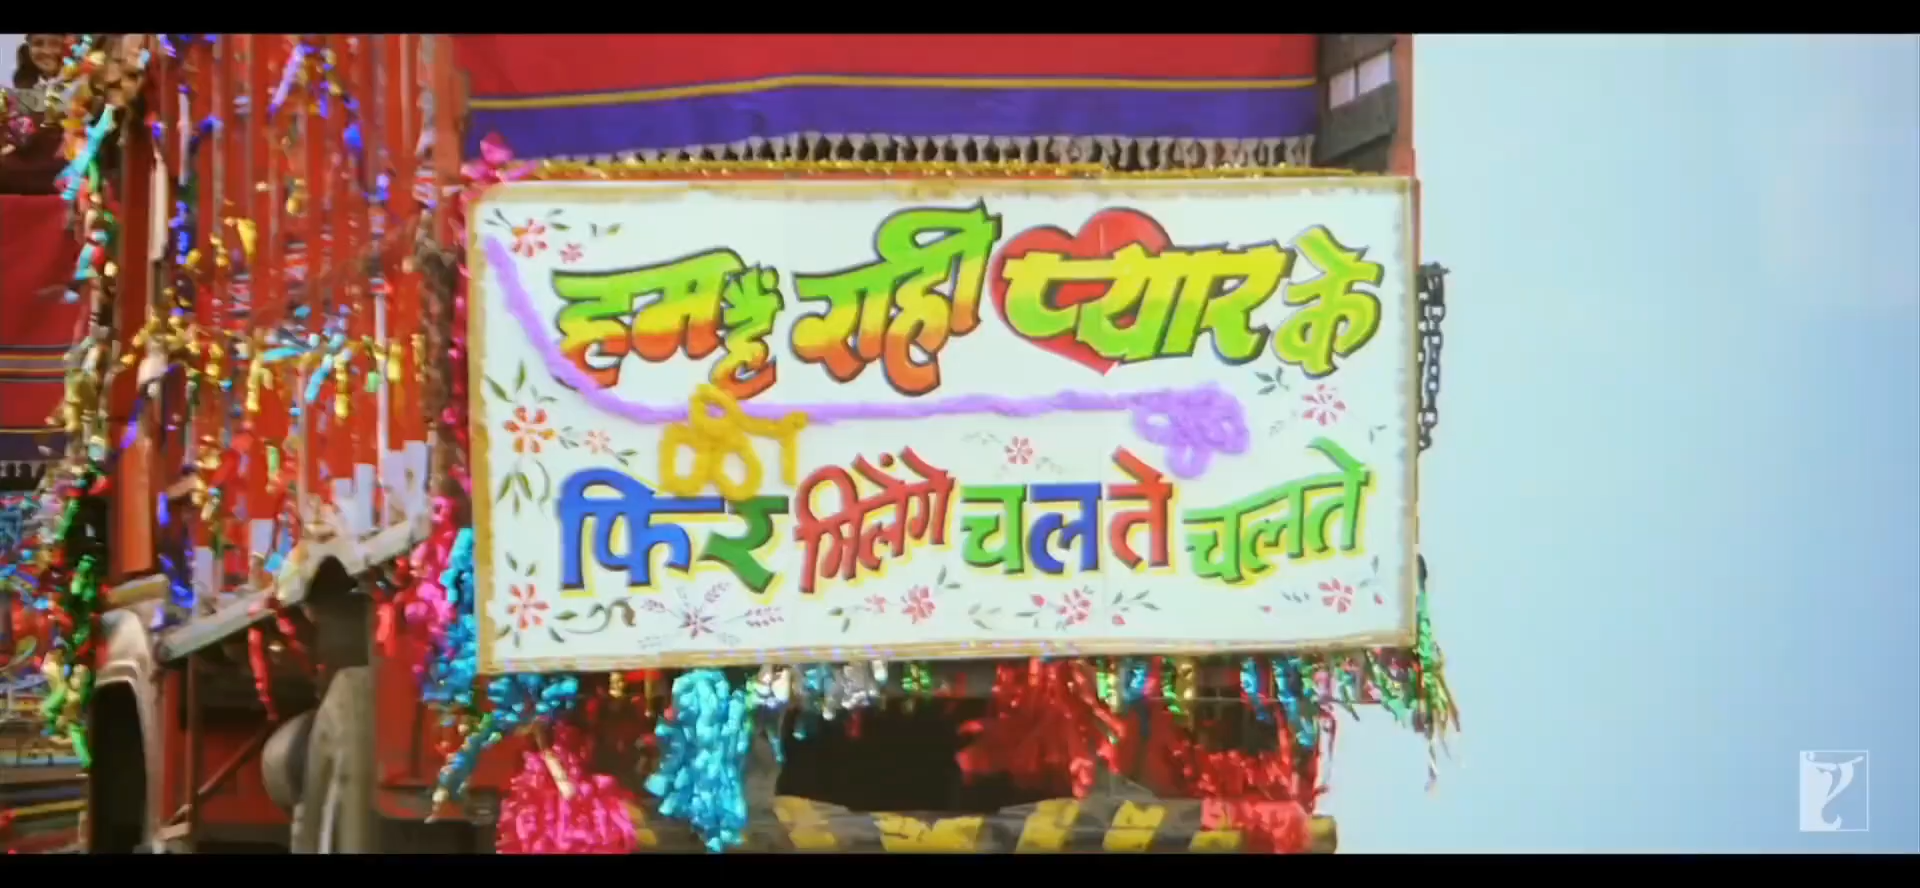 हम हैं राही प्यार के
फिर मिलेंगे चलते चलते